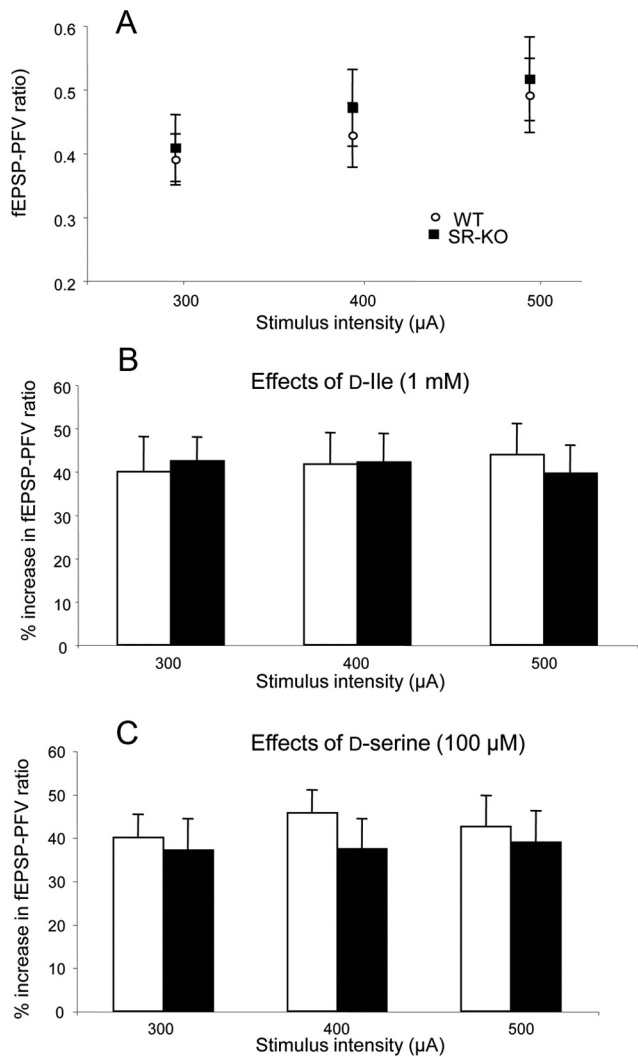 A
fEPSP-PFV ratio)
0.6
0.5
0.4
0.3
0.2
WT
SR-KO
300 400 500
Stimulus intensity (µA)
B
Effects of D-Ile (1 mM)
% increase in fEPSP-PFV ratio
60
50
40
30
20
10
0
300 400 500
Stimulus intensity (µA)
C
Effects of D-serine (100 µM)
% increase in fEPSP-PFV ratio
60
50
40
30
20
10
0
300 400 500
Stimulus intensity (µA)